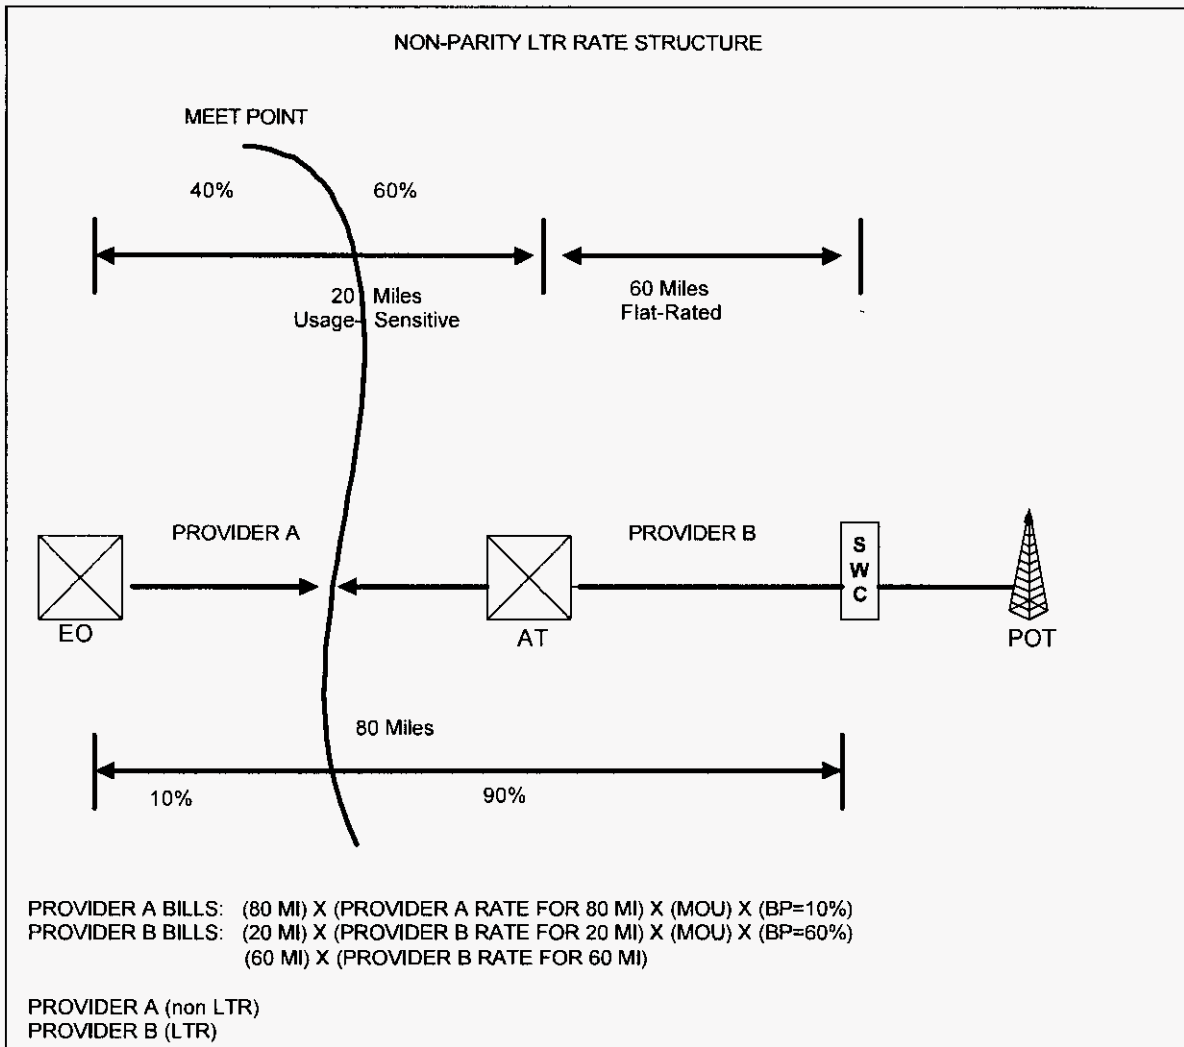 NON-PARITY LTR RATE STRUCTURE
MEET POINT
40%
60%
20 Miles
Usage- Sensitive
60 Miles
Flat-Rated
PROVIDER A
PROVIDER B
SWC
EO
AT
POT
80 Miles
10%
90%
PROVIDER A BILLS: (80 MI) X (PROVIDER A RATE FOR 80 MI) X (MOU) X (BP=10%)
PROVIDER B BILLS: (20 MI) X (PROVIDER B RATE FOR 20 MI) X (MOU) X (BP=60%)
(60 MI) X (PROVIDER B RATE FOR 60 MI)
PROVIDER A (non LTR)
PROVIDER B (LTR)